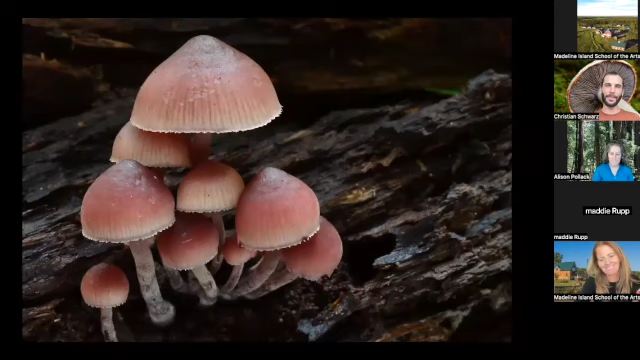 Madeline Island School of the Arts
Christian Schwarz
Alison Pollack
maddie Rupp
maddie Rupp
Madeline Island School of the Arts